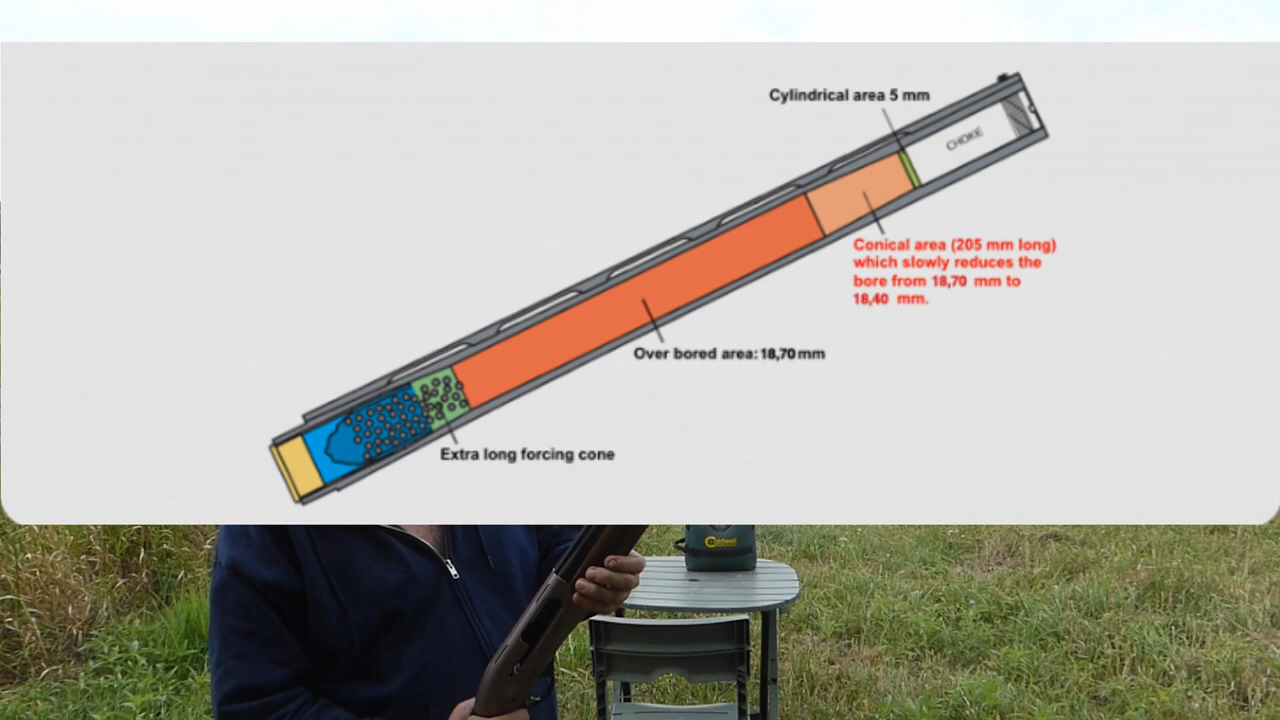 Cylindrical area 5 mm
CHOKE
Conical area (205 mm long)
which slowly reduces the
bore from 18,70 mm to
18,40 mm.
Over bored area: 18,70 mm
Extra long forcing cone
Caldwell